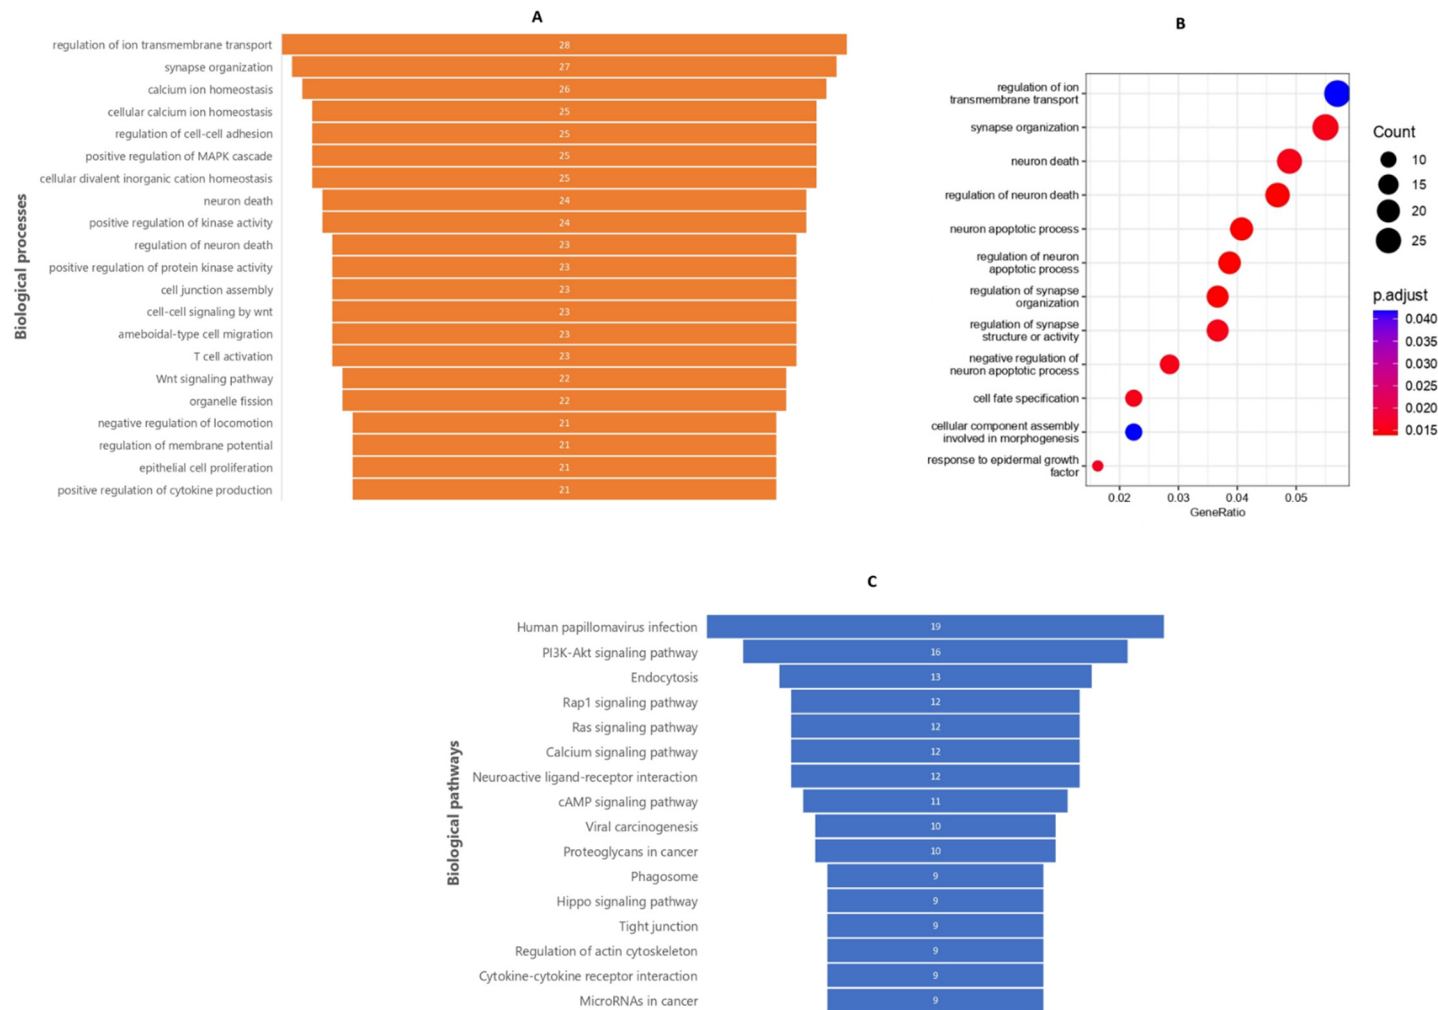 A
regulation of ion transmembrane transport 28
synapse organization 27
calcium ion homeostasis 26
cellular calcium ion homeostasis 25
regulation of cell-cell adhesion 25
positive regulation of MAPK cascade 25
cellular divalent inorganic cation homeostasis 25
neuron death 24
positive regulation of kinase activity 24
regulation of neuron death 23
positive regulation of protein kinase activity 23
cell junction assembly 23
cell-cell signaling by wnt 23
ameboidal-type cell migration 23
T cell activation 23
Wnt signaling pathway 22
organelle fission 22
negative regulation of locomotion 21
regulation of membrane potential 21
epithelial cell proliferation 21
positive regulation of cytokine production 21
Biological processes
B
regulation of ion
transmembrane transport
synapse organization
neuron death
regulation of neuron death
neuron apoptotic process
regulation of neuron
apoptotic process
regulation of synapse
organization
regulation of synapse
structure or activity
negative regulation of
neuron apoptotic process
cell fate specification
cellular component assembly
involved in morphogenesis
response to epidermal growth
factor
0.02 0.03 0.04 0.05
GeneRatio
Count
10
15
20
25
p.adjust
0.040
0.035
0.030
0.025
0.020
0.015
C
Human papillomavirus infection 19
PI3K-Akt signaling pathway 16
Endocytosis 13
Rap1 signaling pathway 12
Ras signaling pathway 12
Calcium signaling pathway 12
Neuroactive ligand-receptor interaction 12
cAMP signaling pathway 11
Viral carcinogenesis 10
Proteoglycans in cancer 10
Phagosome 9
Hippo signaling pathway 9
Tight junction 9
Regulation of actin cytoskeleton 9
Cytokine-cytokine receptor interaction 9
MicroRNAs in cancer 9
Biological pathways